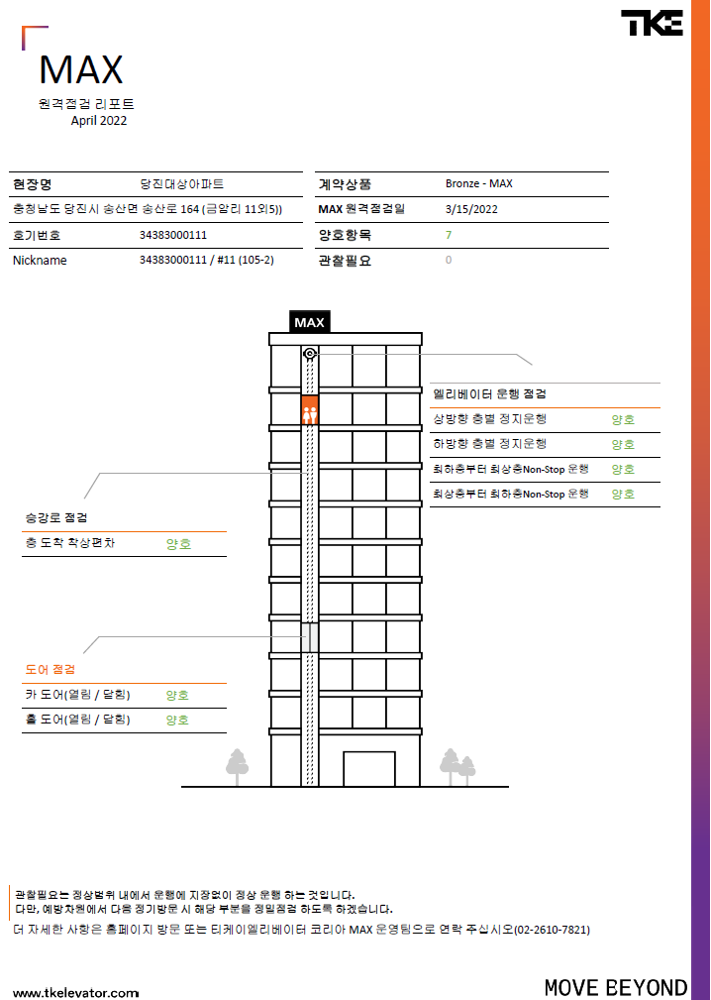 TKE
MAX
원격점검 리포트
April 2022
현장명 당진대상아파트
충청남도 당진시 송산면 송산로 164 (금암리 11외5))
호기번호 34383000111
Nickname 34383000111 / #11 (105-2)
계약상품 Bronze - MAX
MAX 원격점검일 3/15/2022
양호항목 7
관찰필요 0
MAX
엘리베이터 운행 점검
상방향 층별 정지운행 양호
하방향 층별 정지운행 양호
최하층부터 최상층Non-Stop 운행 양호
최상층부터 최하층Non-Stop 운행 양호
승강로 점검
층 도착 착상편차 양호
도어 점검
카 도어(열림 / 닫힘) 양호
홀 도어(열림 / 닫힘) 양호
관찰필요는 정상범위 내에서 운행에 지장없이 정상 운행 하는 것입니다.
다만, 예방차원에서 다음 정기방문 시 해당 부분을 정밀점검 하도록 하겠습니다.
더 자세한 사항은 홈페이지 방문 또는 티케이엘리베이터 코리아 MAX 운영팀으로 연락 주십시오(02-2610-7821)
www.tkelevator.com
MOVE BEYOND